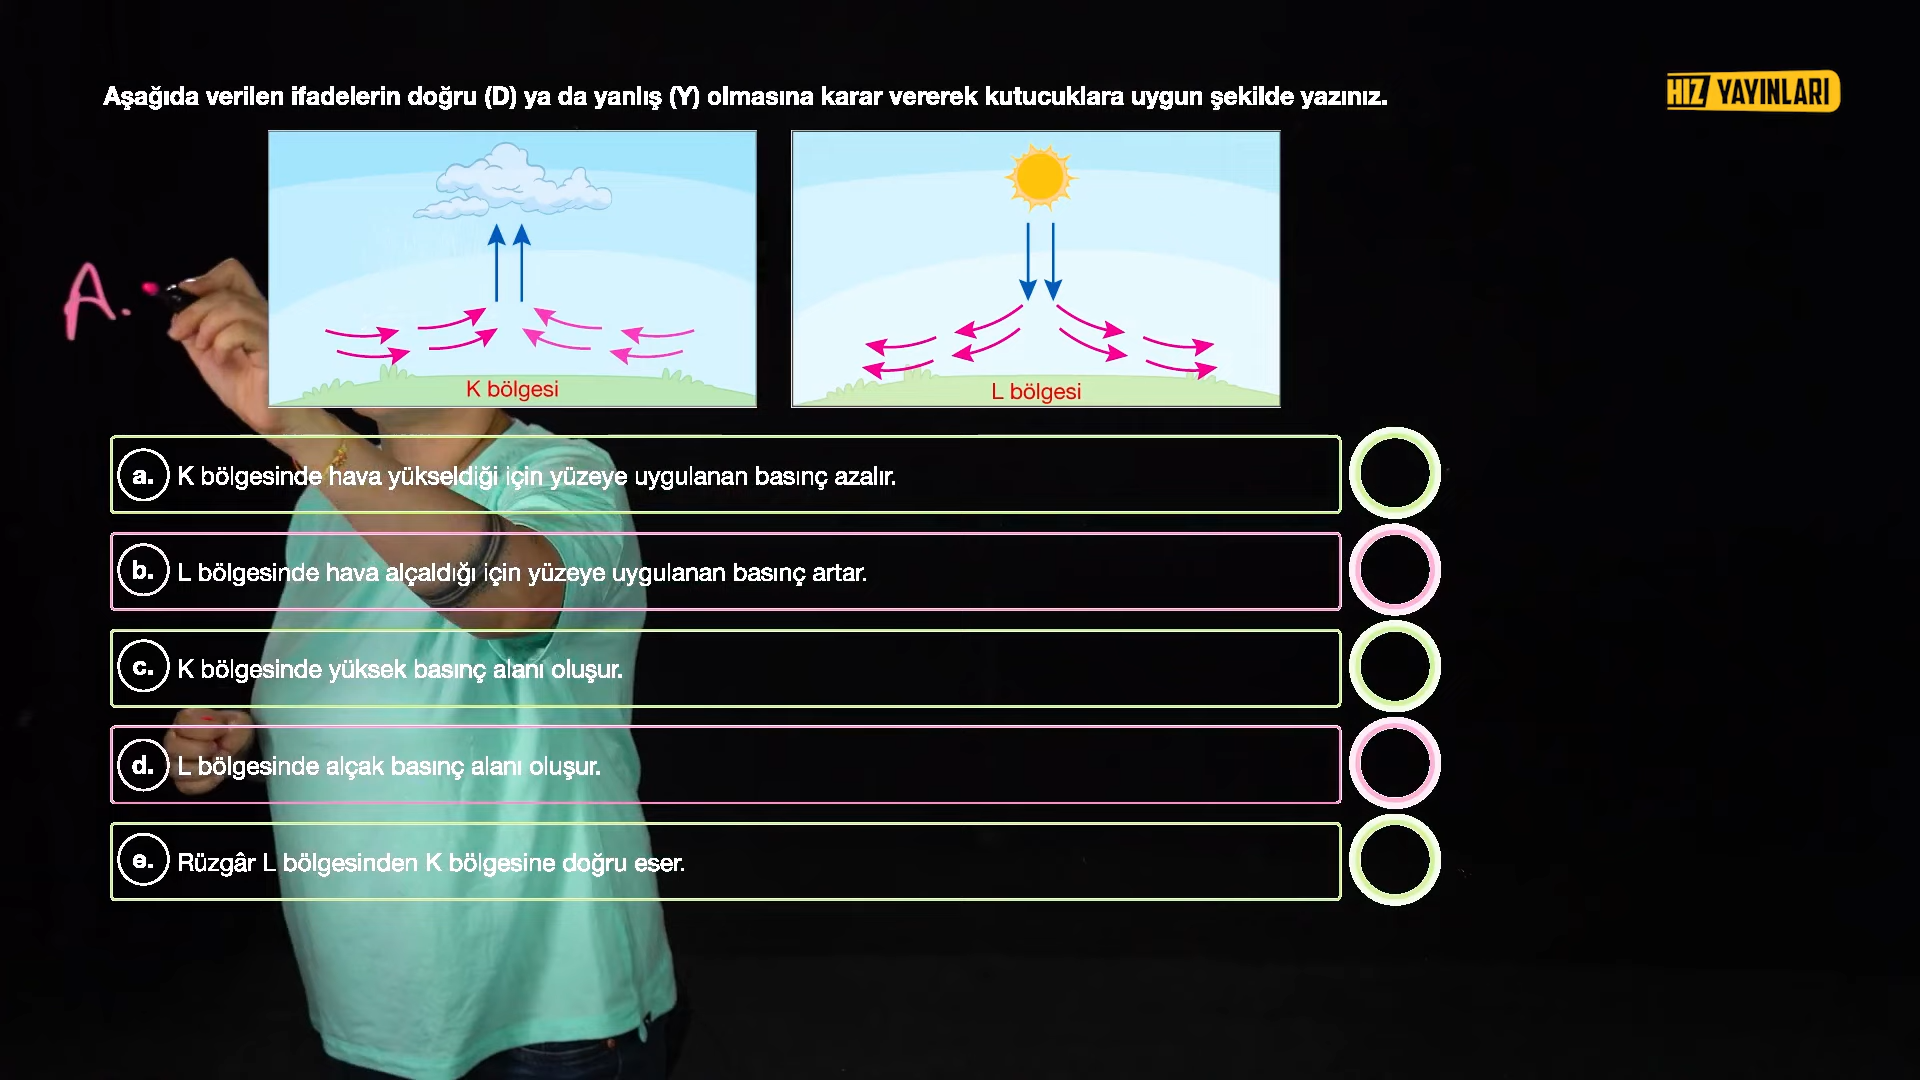 Aşağıda verilen ifadelerin doğru (D) ya da yanlış (Y) olmasına karar vererek kutucuklara uygun şekilde yazınız.
HIZ YAYINLARI
A.
K bölgesi
L bölgesi
a. K bölgesinde hava yükseldiği için yüzeye uygulanan basınç azalır.
b. L bölgesinde hava alçaldığı için yüzeye uygulanan basınç artar.
c. K bölgesinde yüksek basınç alanı oluşur.
d. L bölgesinde alçak basınç alanı oluşur.
e. Rüzgâr L bölgesinden K bölgesine doğru eser.